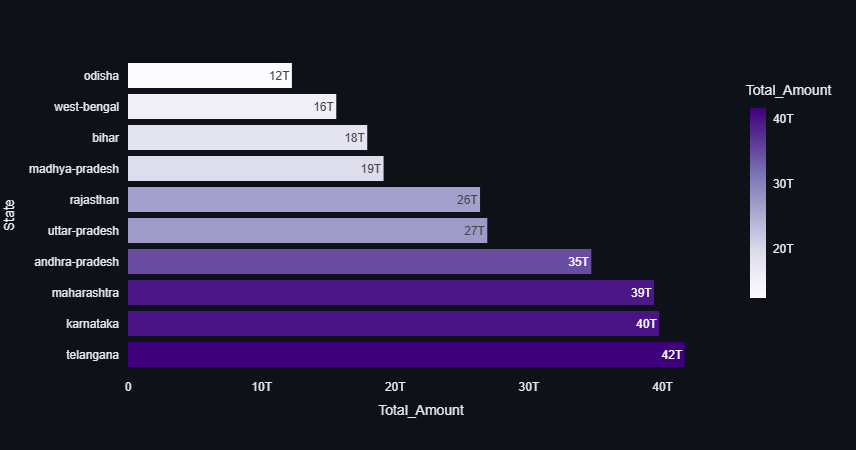 Total_Amount
odisha 12T
west-bengal 16T
bihar 18T
madhya-pradesh 19T
rajasthan 26T
uttar-pradesh 27T
andhra-pradesh 35T
maharashtra 39T
karnataka 40T
telangana 42T
State
0 10T 20T 30T 40T
Total_Amount
40T
30T
20T